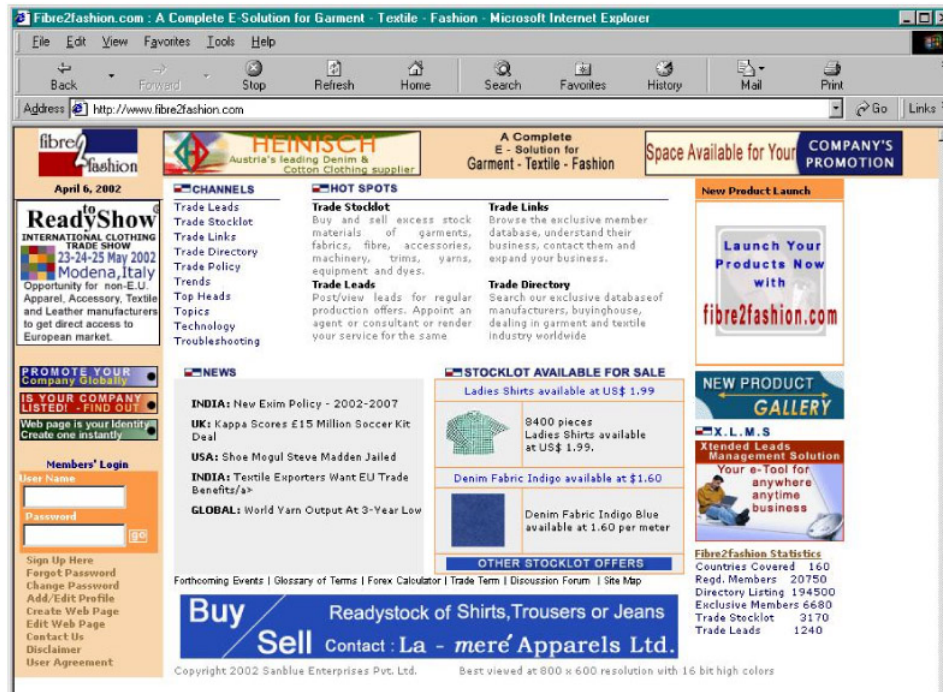 Fibre2fashion.com : A Complete E-Solution for Garment - Textile - Fashion - Microsoft Internet Explorer
File Edit View Favorites Tools Help
Back Forward Stop Refresh Home Search Favorites History Mail Print
Address http://www.fibre2fashion.com Go Links
fibre
2
fashion
April 6, 2002
HEINISCH
Austria's leading Denim &
Cotton Clothing supplier
A Complete
E - Solution for
Garment - Textile - Fashion
Space Available for Your
COMPANY'S
PROMOTION
to
ReadyShow
INTERNATIONAL CLOTHING
TRADE SHOW
23-24-25 May 2002
Modena,Italy
Opportunity for non-E.U.
Apparel, Accessory, Textile
and Leather manufacturers
to get direct access to
European market.
PROMOTE YOUR
Company Globally
IS YOUR COMPANY
LISTED! - FIND OUT
Web page is your Identity
Create one instantly
Members' Login
User Name
Password
go
Sign Up Here
Forgot Password
Change Password
Add/Edit Profile
Create Web Page
Edit Web Page
Contact Us
Disclaimer
User Agreement
CHANNELS
Trade Leads
Trade Stocklot
Trade Links
Trade Directory
Trade Policy
Trends
Top Heads
Topics
Technology
Troubleshooting
HOT SPOTS
Trade Stocklot
Buy and sell excess stock
materials of garments,
fabrics, fibre, accessories,
machinery, trims, yarns,
equipment and dyes.
Trade Links
Browse the exclusive member
database, understand their
business, contact them and
expand your business.
Trade Leads
Post/view leads for regular
production offers. Appoint an
agent or consultant or render
your service for the same
Trade Directory
Search our exclusive databaseof
manufacturers, buyinghouse,
dealing in garment and textile
industry worldwide
NEWS
INDIA: New Exim Policy - 2002-2007
UK: Kappa Scores £15 Million Soccer Kit
Deal
USA: Shoe Mogul Steve Madden Jailed
INDIA: Textile Exporters Want EU Trade
Benefits/a>
GLOBAL: World Yarn Output At 3-Year Low
STOCKLOT AVAILABLE FOR SALE
Ladies Shirts available at US$ 1.99
8400 pieces
Ladies Shirts available
at US$ 1.99.
Denim Fabric Indigo available at $1.60
Denim Fabric Indigo Blue
available at 1.60 per meter
OTHER STOCKLOT OFFERS
New Product Launch
Launch Your
Products Now
with
fibre2fashion.com
NEW PRODUCT
GALLERY
X.L.M.S
Xtended Leads
Management Solution
Your e-Tool for
anywhere
anytime
business
Fibre2fashion Statistics
Countries Covered 160
Regd. Members 20750
Directory Listing 194500
Exclusive Members 6680
Trade Stocklot 3170
Trade Leads 1240
Forthcoming Events | Glossary of Terms | Forex Calculator | Trade Term | Discussion Forum | Site Map
Buy
Sell
Readystock of Shirts,Trousers or Jeans
Contact : La - meré Apparels Ltd.
Copyright 2002 Sanblue Enterprises Pvt. Ltd. Best viewed at 800 x 600 resolution with 16 bit high colors